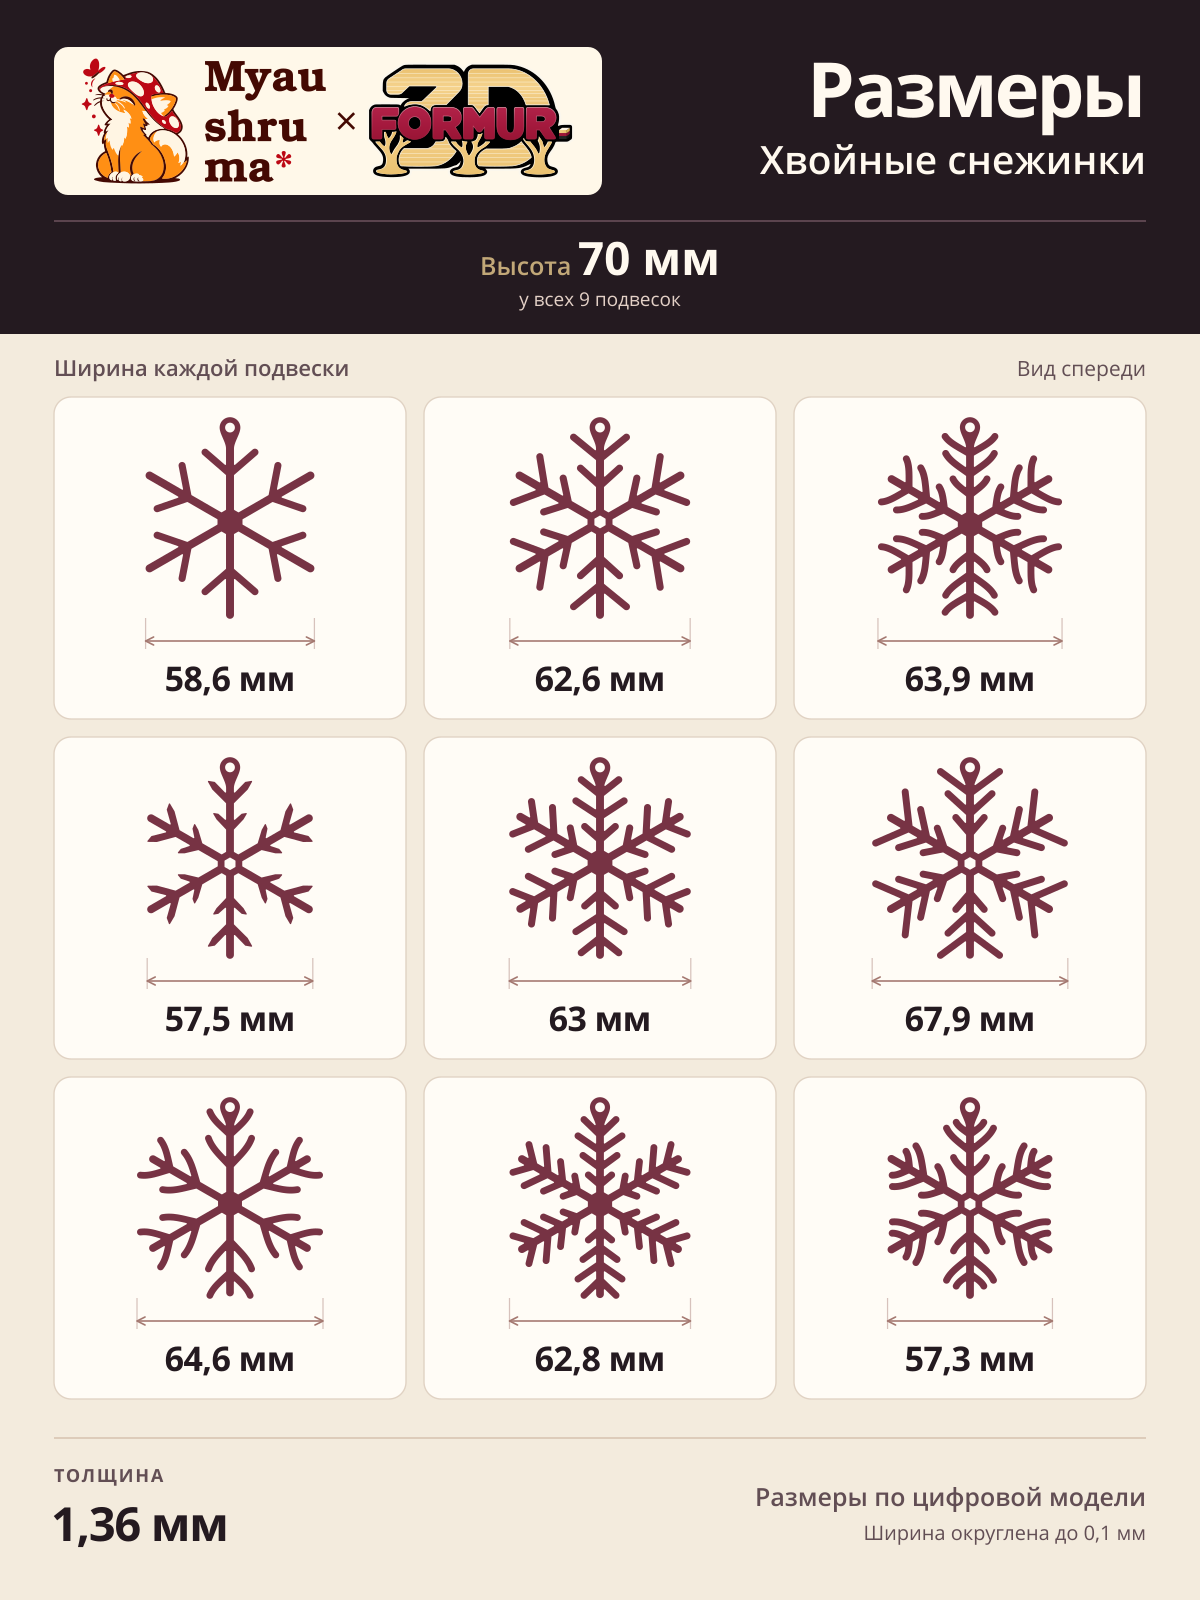 Myau
shru
ma*
×
3D
FORMUR
Размеры
Хвойные снежинки
Высота 70 мм
у всех 9 подвесок
Ширина каждой подвески
Вид спереди
58,6 мм
62,6 мм
63,9 мм
57,5 мм
63 мм
67,9 мм
64,6 мм
62,8 мм
57,3 мм
ТОЛЩИНА
1,36 мм
Размеры по цифровой модели
Ширина округлена до 0,1 мм